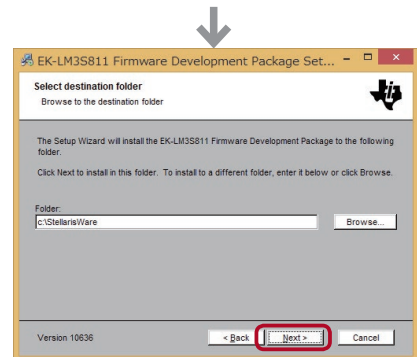 EK-LM3S811 Firmware Development Package Set...
Select destination folder
Browse to the destination folder
The Setup Wizard will install the EK-LM3S811 Firmware Development Package to the following
folder.
Click Next to install in this folder. To install to a different folder, enter it below or click Browse.
Folder:
c:\StellarisWare
Browse...
Version 10636
< Back
Next >
Cancel